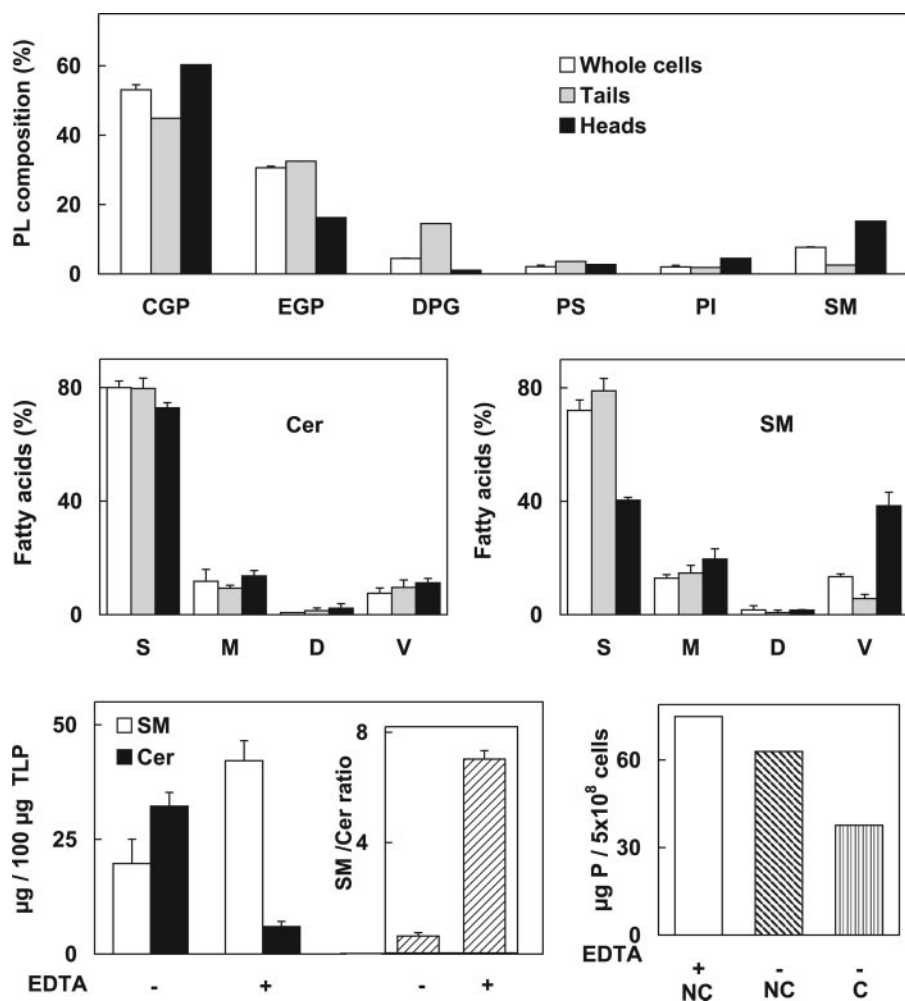 PL composition (%)
60
40
20
0
Whole cells
Tails
Heads
CGP EGP DPG PS PI SM
Fatty acids (%)
80
40
0
Cer
S M D V
Fatty acids (%)
80
40
0
SM
S M D V
µg / 100 µg TLP
50
25
0
SM
Cer
EDTA - +
SM /Cer ratio
8
4
- +
µg P / 5x10⁸ cells
60
30
0
EDTA
+ - -
NC NC C